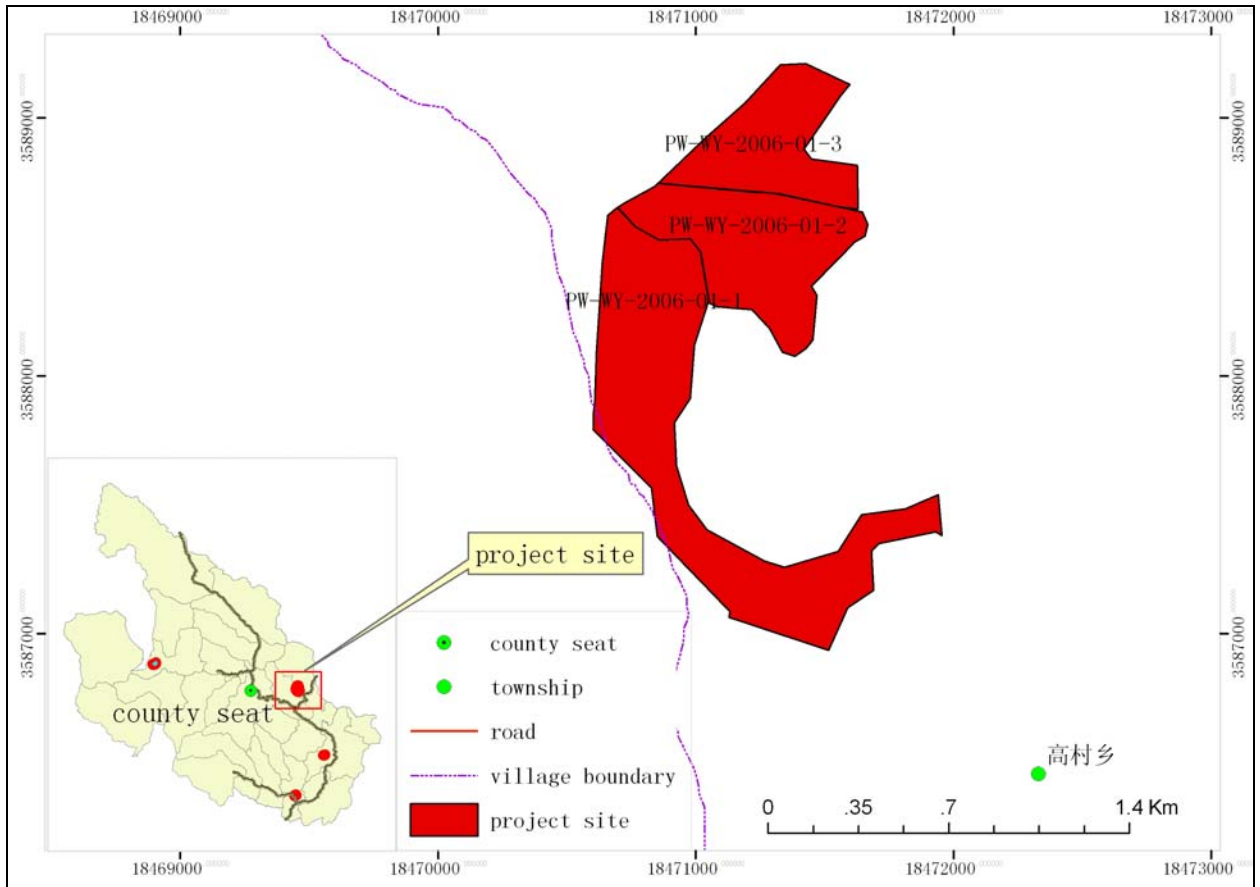 18469000 18470000 18471000 18472000 18473000
3589000
3589000
PW-WY-2006-01-3
PW-WY-2006-01-2
PW-WY-2006-01-1
3588000
3588000
project site
3587000
3587000
county seat
county seat
township
road
village boundary
project site
高村乡
0 .35 .7 1.4 Km
18469000 18470000 18471000 18472000 18473000